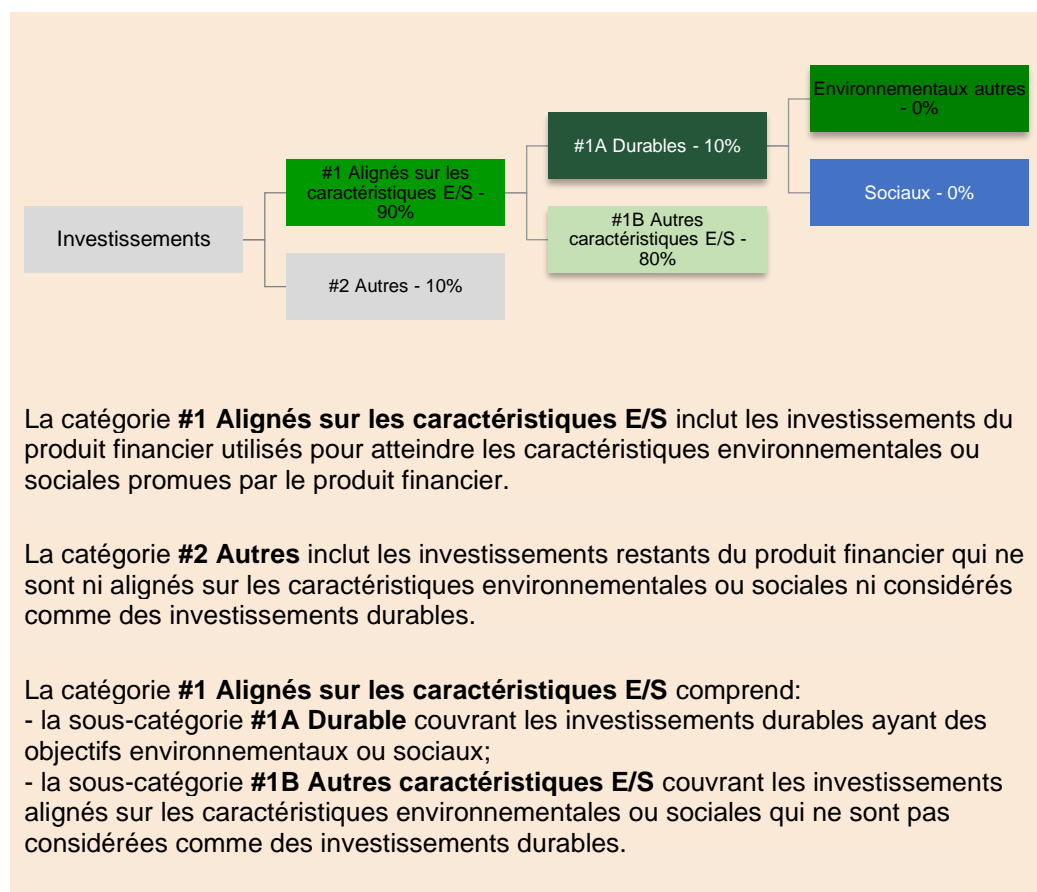 Investissements
#1 Alignés sur les
caractéristiques E/S -
90%
#2 Autres - 10%
#1A Durables - 10%
#1B Autres
caractéristiques E/S -
80%
Environnementaux autres
- 0%
Sociaux - 0%
La catégorie #1 Alignés sur les caractéristiques E/S inclut les investissements du
produit financier utilisés pour atteindre les caractéristiques environnementales ou
sociales promues par le produit financier.
La catégorie #2 Autres inclut les investissements restants du produit financier qui ne
sont ni alignés sur les caractéristiques environnementales ou sociales ni considérés
comme des investissements durables.
La catégorie #1 Alignés sur les caractéristiques E/S comprend:
- la sous-catégorie #1A Durable couvrant les investissements durables ayant des
objectifs environnementaux ou sociaux;
- la sous-catégorie #1B Autres caractéristiques E/S couvrant les investissements
alignés sur les caractéristiques environnementales ou sociales qui ne sont pas
considérées comme des investissements durables.